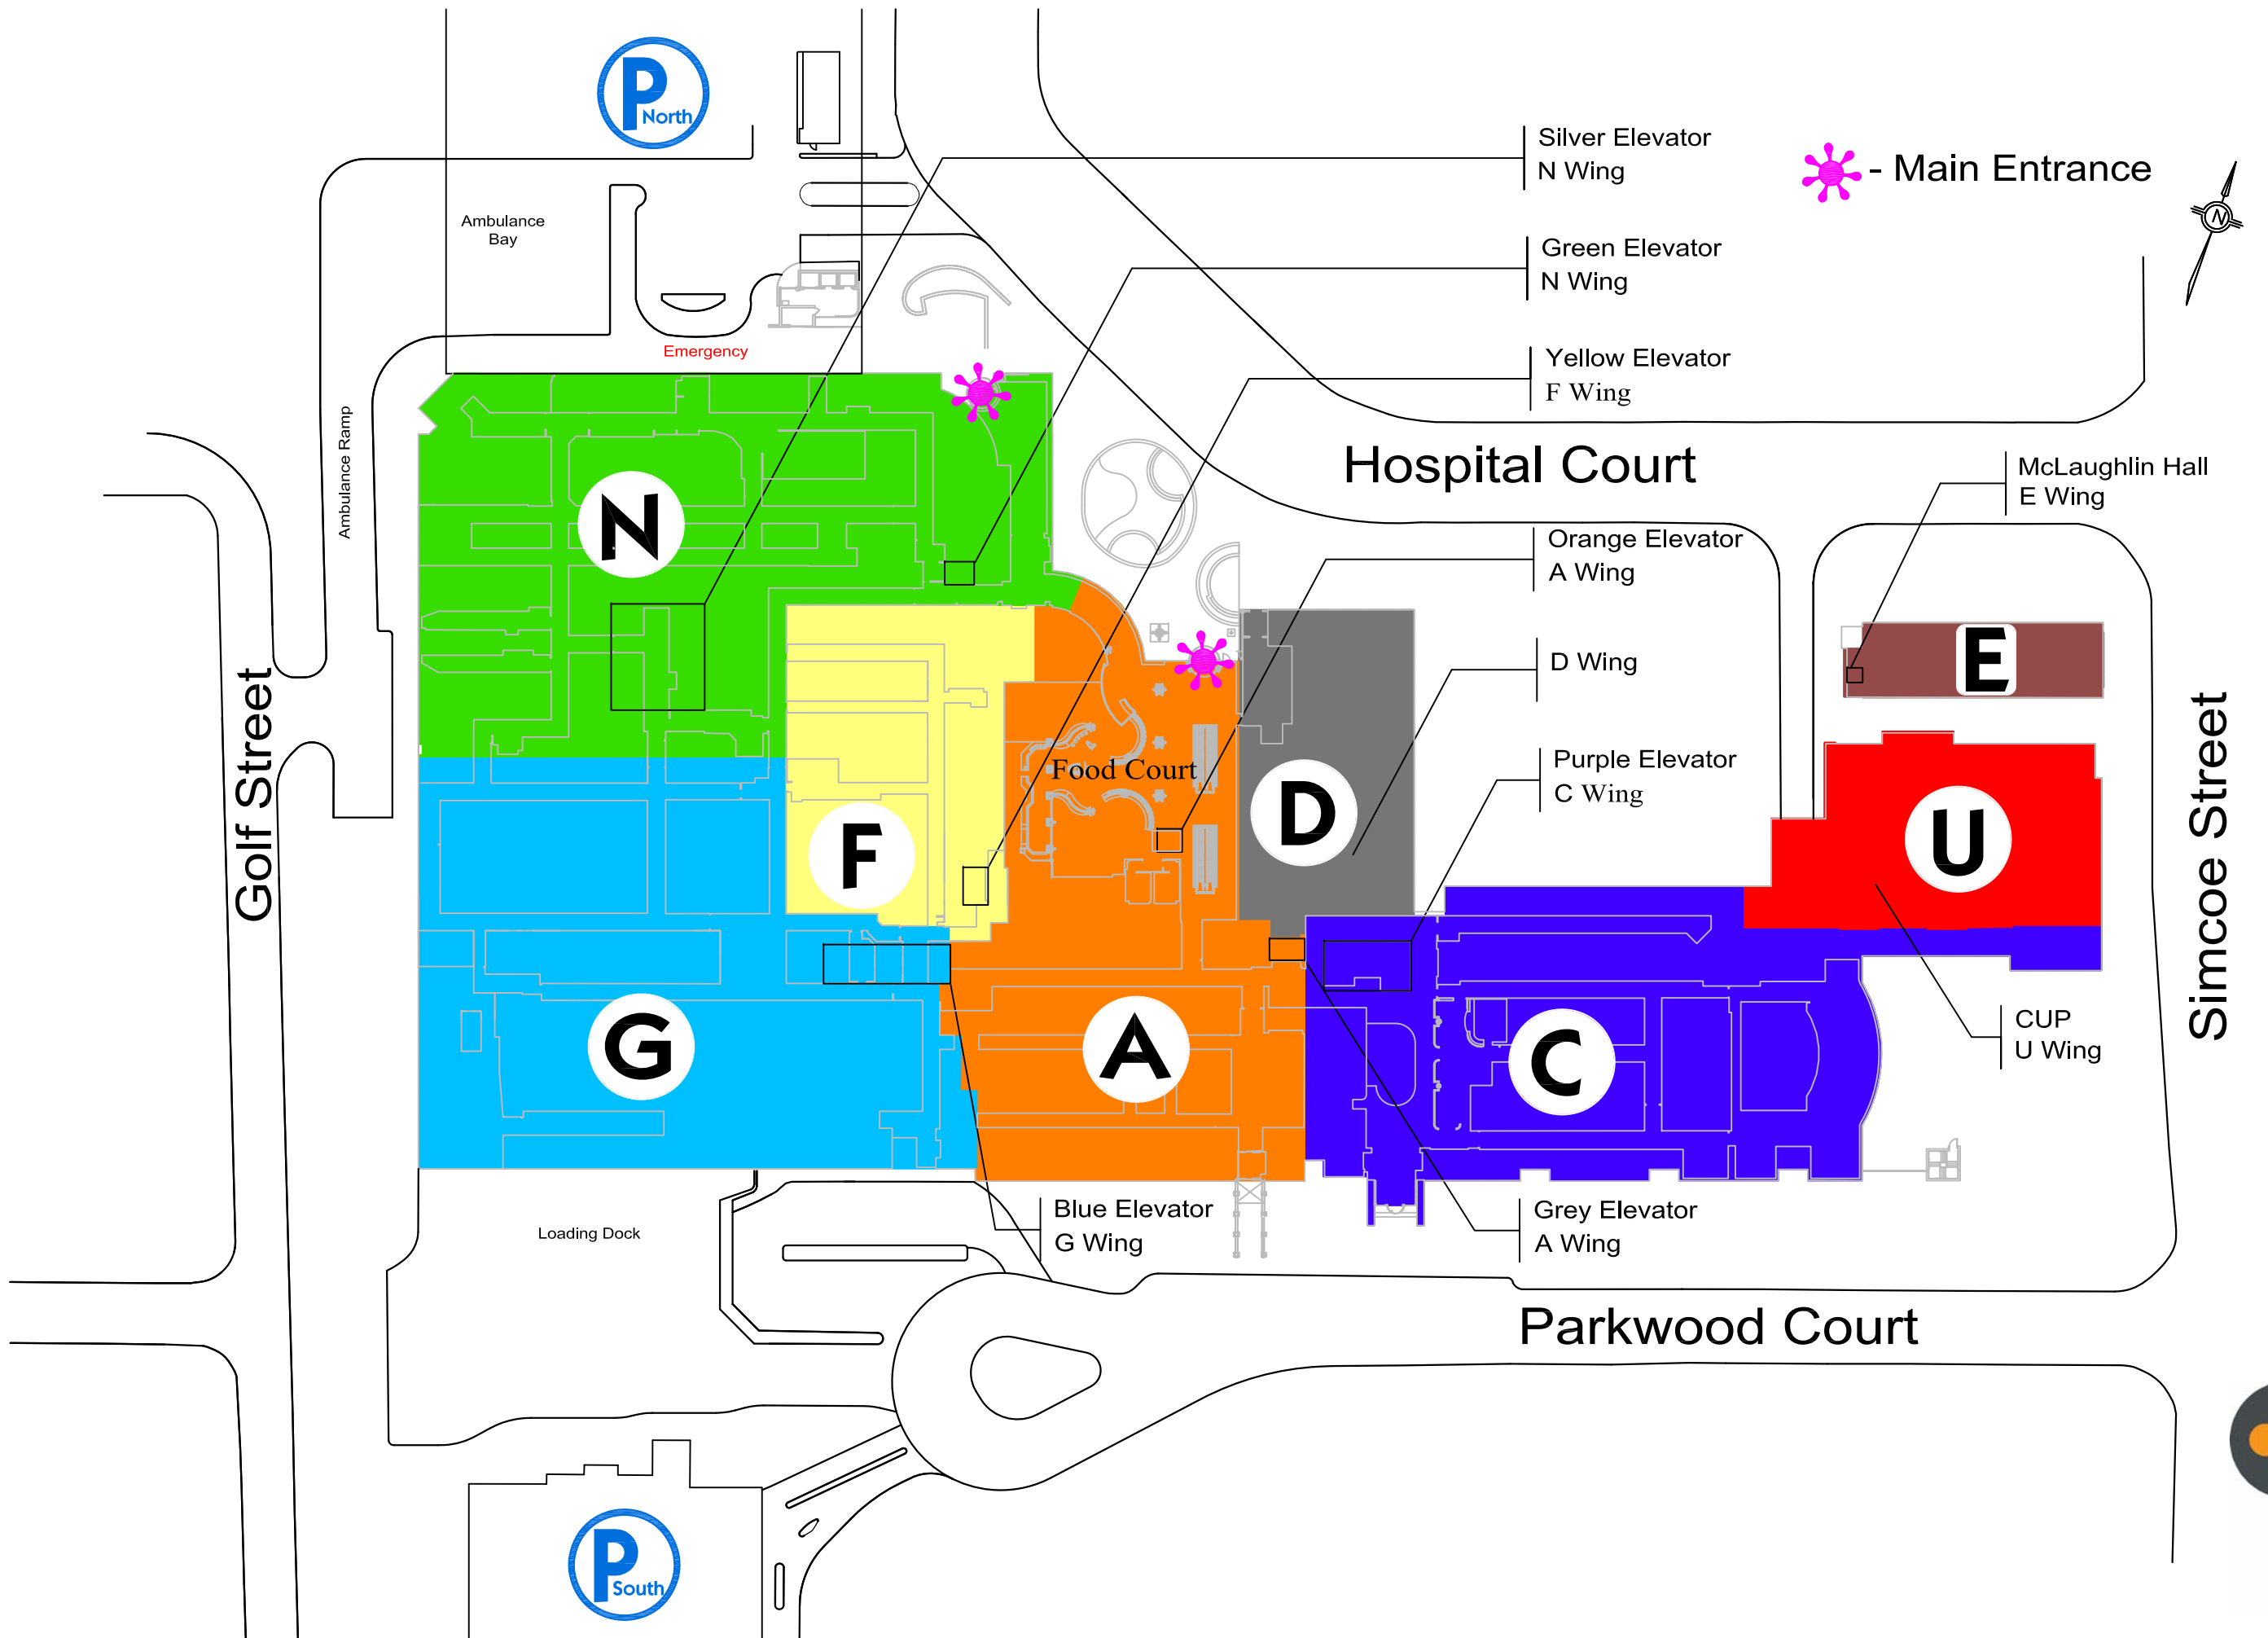 P
North
Silver Elevator
N Wing
- Main Entrance
N
Ambulance
Bay
Green Elevator
N Wing
Emergency
Yellow Elevator
F Wing
Ambulance Ramp
Hospital Court
McLaughlin Hall
E Wing
N
Orange Elevator
A Wing
E
D Wing
Golf Street
Simcoe Street
Food Court
Purple Elevator
C Wing
F
D
U
G
A
C
CUP
U Wing
Loading Dock
Blue Elevator
G Wing
Grey Elevator
A Wing
Parkwood Court
P
South